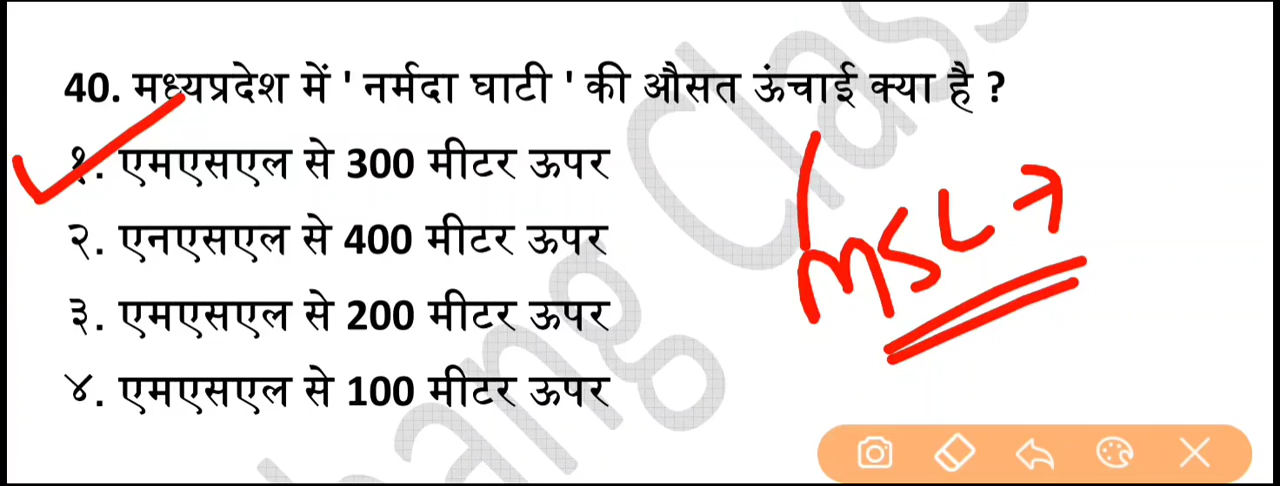 40. मध्यप्रदेश में ' नर्मदा घाटी ' की औसत ऊंचाई क्या है ?
१. एमएसएल से 300 मीटर ऊपर
२. एनएसएल से 400 मीटर ऊपर
३. एमएसएल से 200 मीटर ऊपर
४. एमएसएल से 100 मीटर ऊपर
MSL →